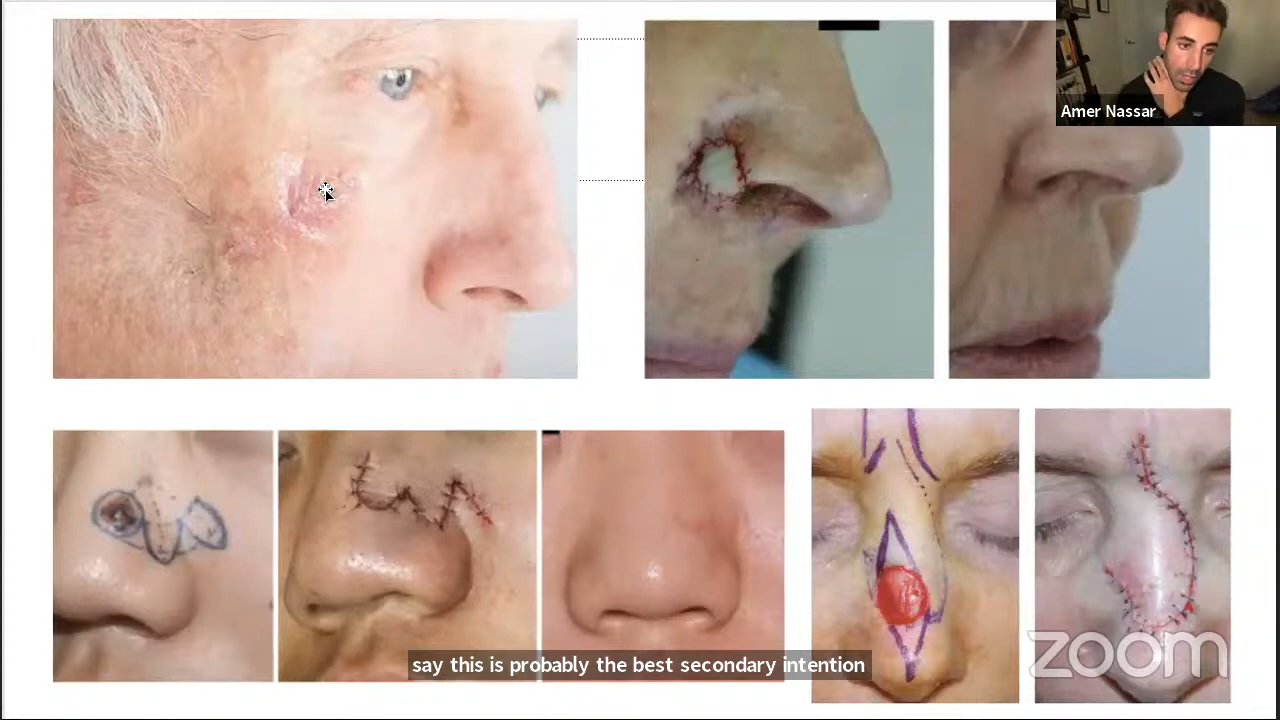 Amer Nassar
say this is probably the best secondary intention
zoom